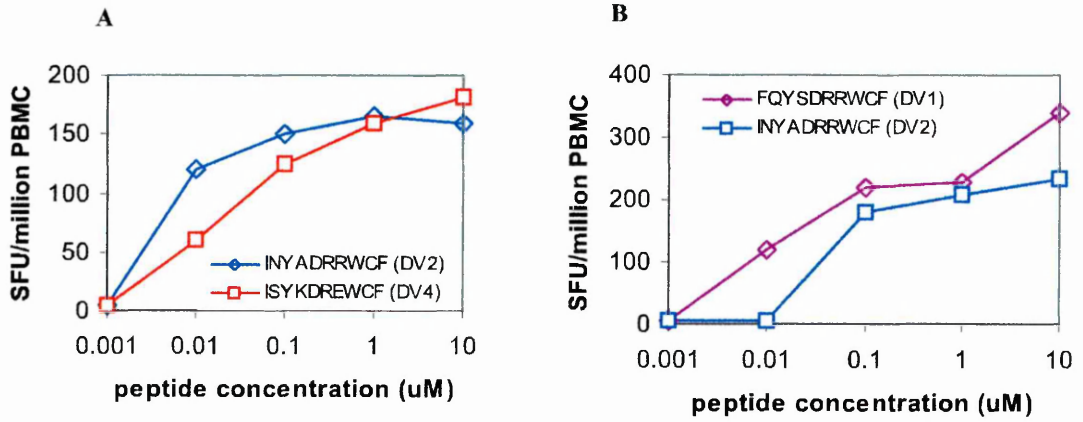 A
SFU/million PBMC
200
150
100
50
0
INYADRRWCF (DV2)
ISYKDREWCF (DV4)
0.001 0.01 0.1 1 10
peptide concentration (uM)
B
SFU/million PBMC
400
300
200
100
0
FQYSDRRWCF (DV1)
INYADRRWCF (DV2)
0.001 0.01 0.1 1 10
peptide concentration (uM)